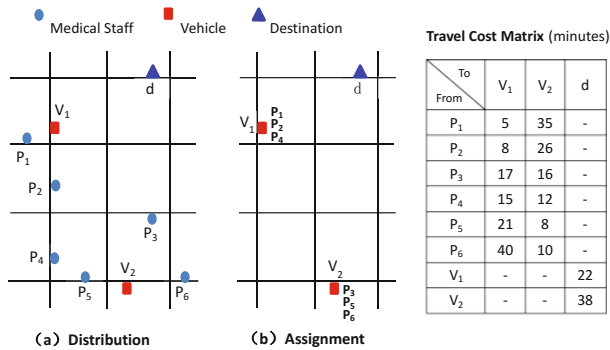 Medical Staff Vehicle Destination
d
V1
P1
P2
P3
P4
P5
V2
P6
(a) Distribution
d
V1
P1
P2
P4
V2
P3
P5
P6
(b) Assignment
Travel Cost Matrix (minutes)
To
From V1 V2 d
P1 5 35 -
P2 8 26 -
P3 17 16 -
P4 15 12 -
P5 21 8 -
P6 40 10 -
V1 - - 22
V2 - - 38